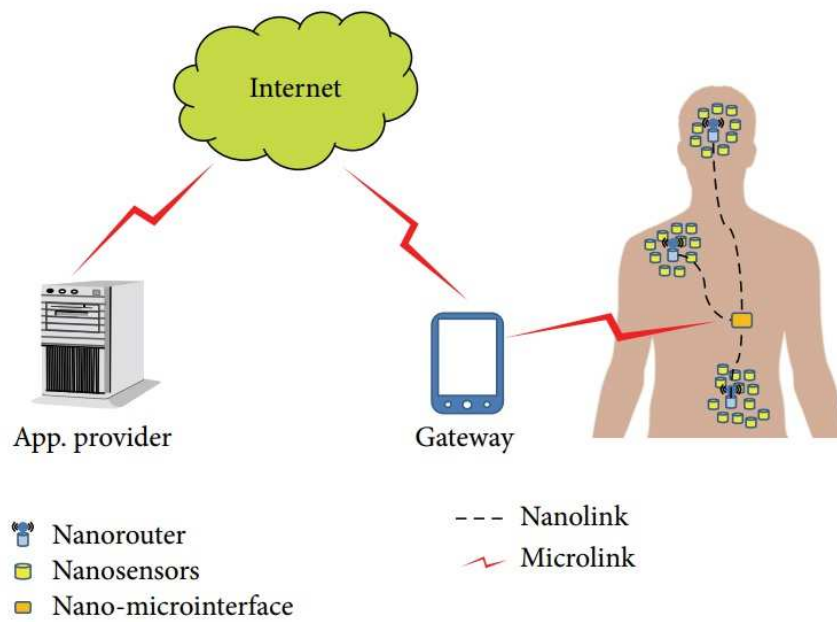 Internet
App. provider
Gateway
Nanorouter
Nanosensors
Nano-microinterface
Nanolink
Microlink